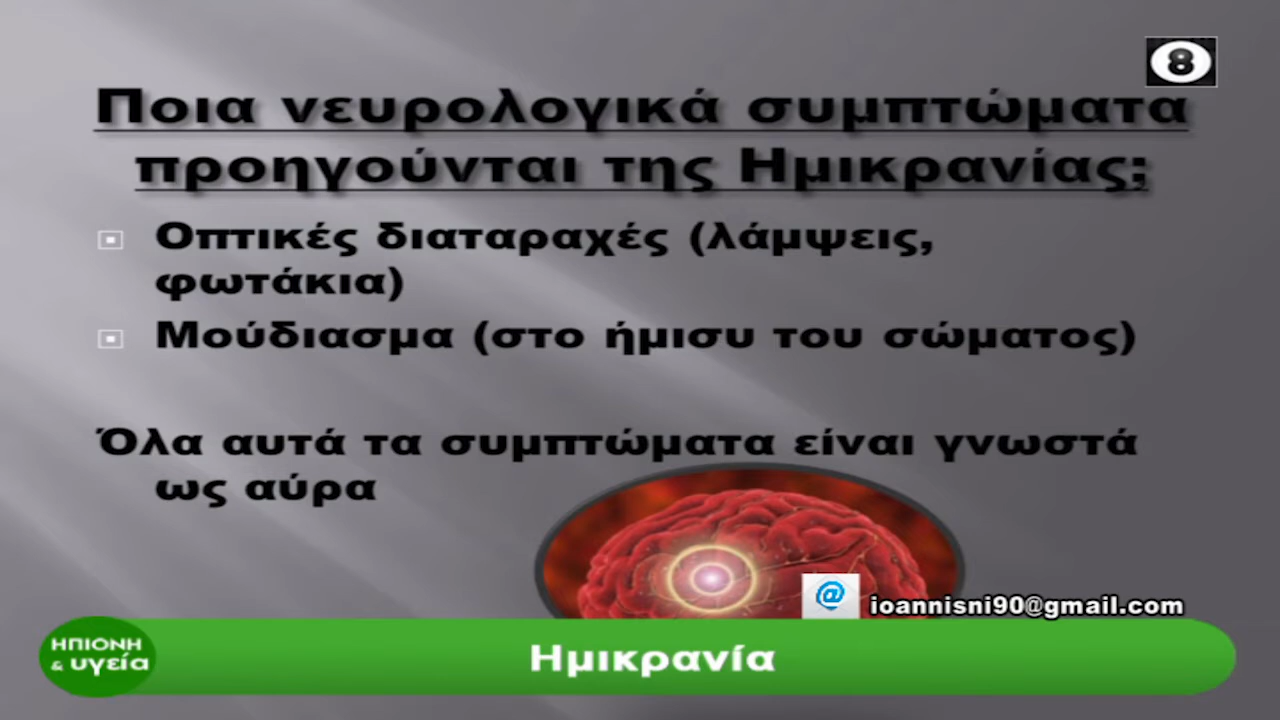 8
Ποια νευρολογικά συμπτώματα
προηγούνται της Ημικρανίας;
Οπτικές διαταραχές (λάμψεις,
φωτάκια)
Μούδιασμα (στο ήμισυ του σώματος)
Όλα αυτά τα συμπτώματα είναι γνωστά
ως αύρα
@
ioannisni90@gmail.com
ΗΠΙΟΝΗ
& υγεία
Ημικρανία